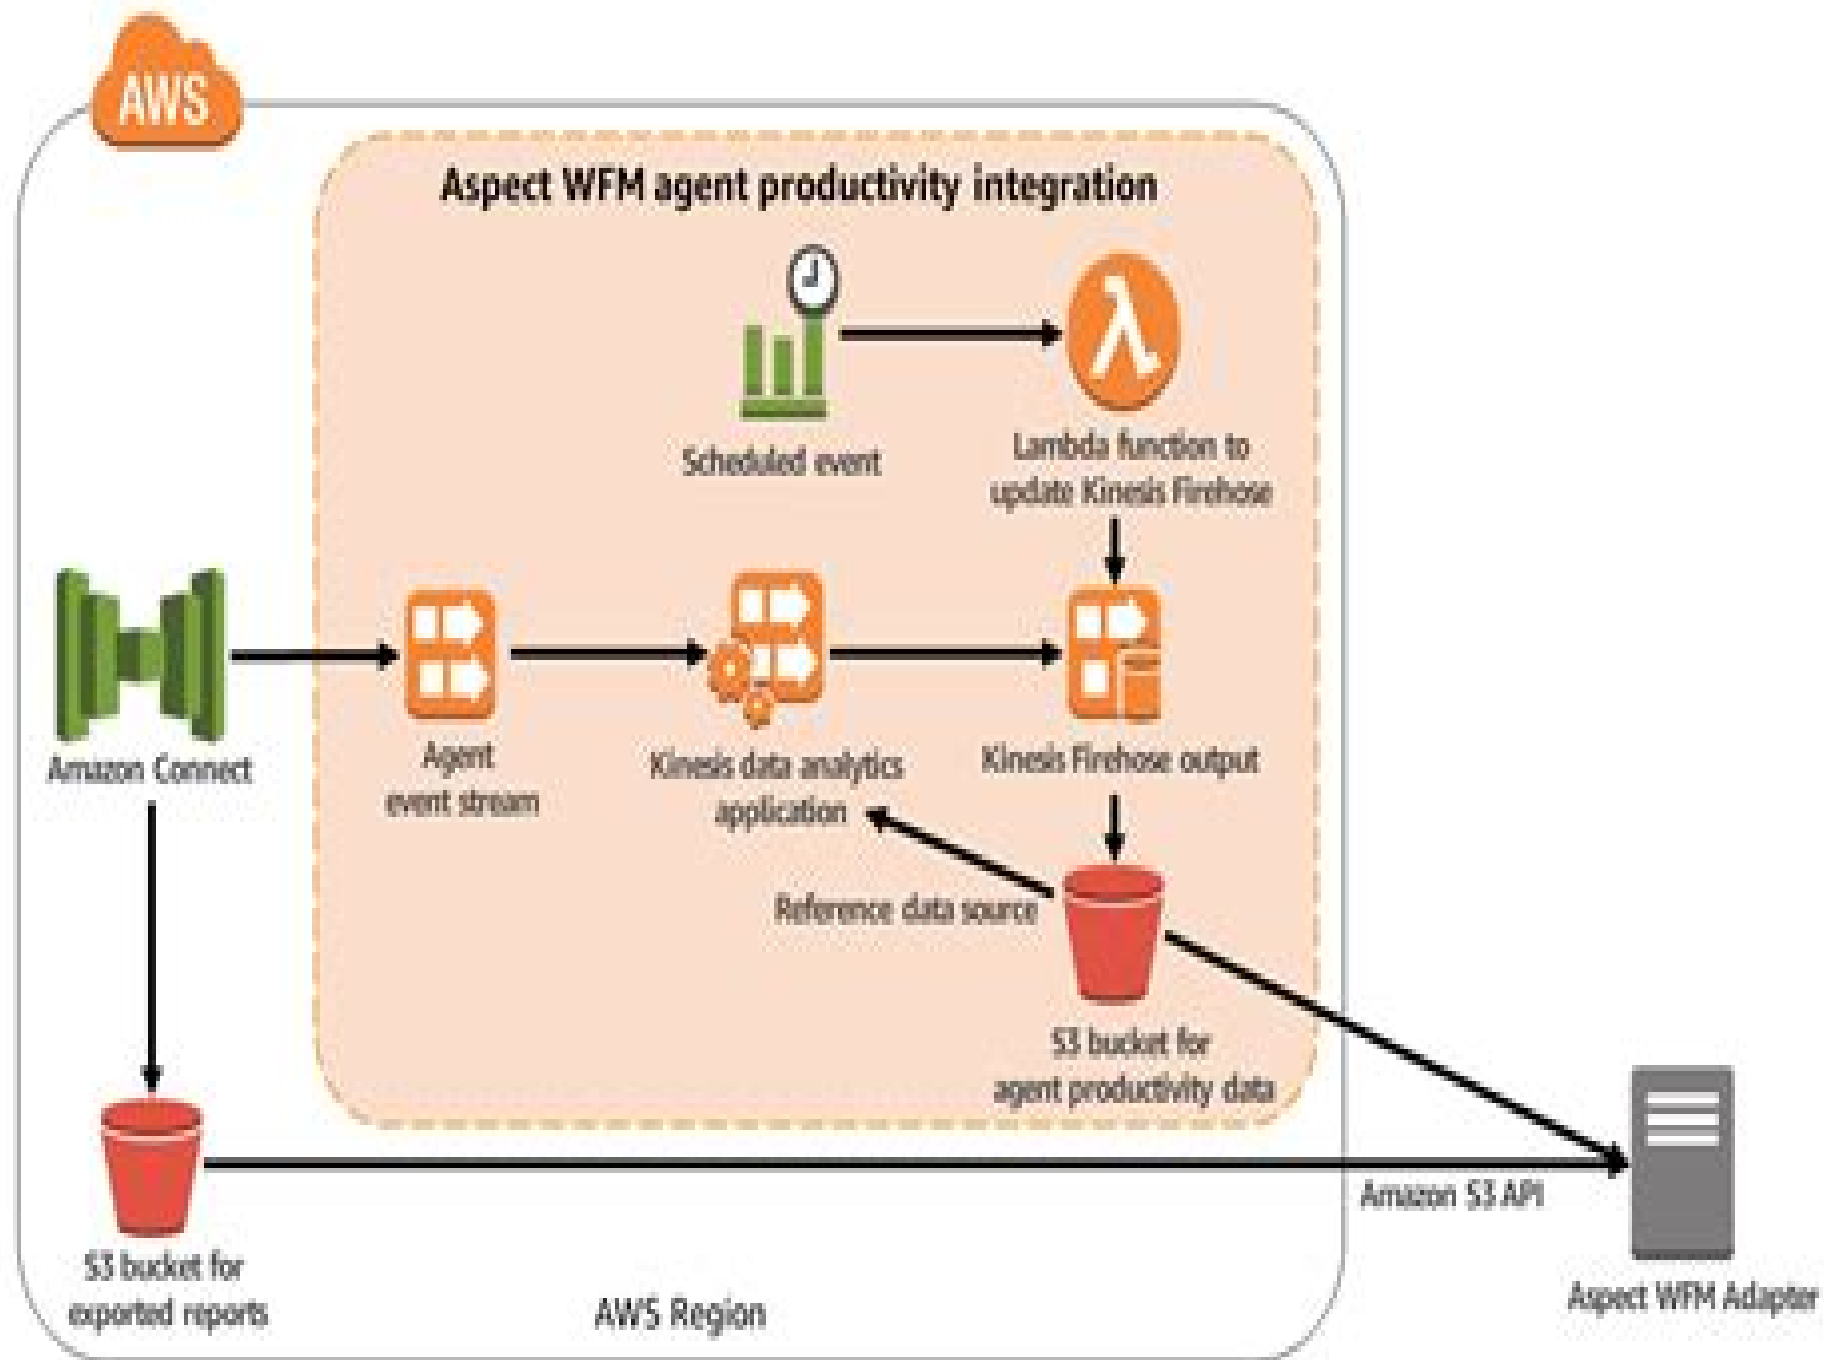 AWS
Aspect WFM agent productivity integration
Scheduled event
Lambda function to
update Kinesis Firehose
Amazon Connect
Agent
event stream
Kinesis data analytics
application
Kinesis Firehose output
Reference data source
S3 bucket for
agent productivity data
S3 bucket for
exported reports
AWS Region
Amazon S3 API
Aspect WFM Adapter